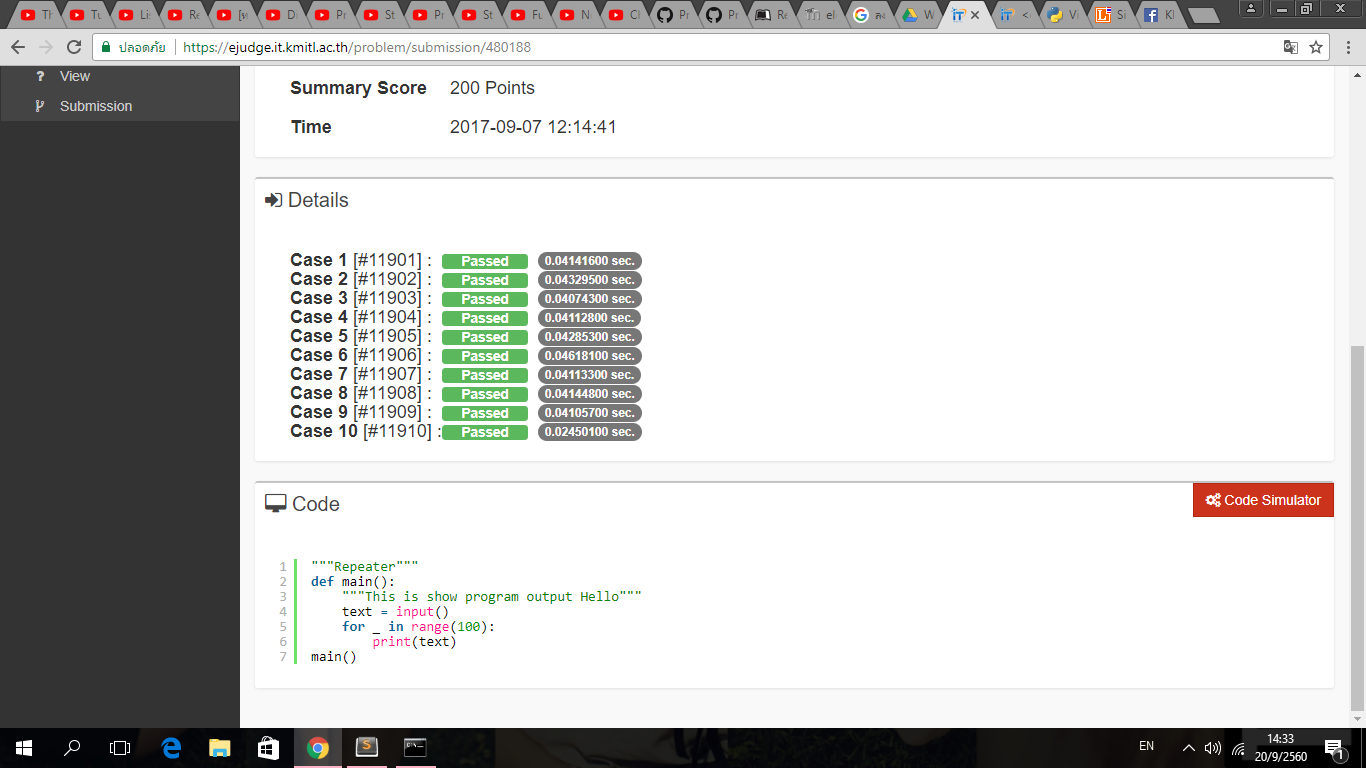 Th
Tu
Li
Re
[
Di
Pr
St
Pr
St
Fu
N
Cl
Pr
Pr
Re
el
W
Vi
Si
Kl
ปลอดภัย
https://ejudge.it.kmitl.ac.th/problem/submission/480188
? View
Submission
Summary Score 200 Points
Time 2017-09-07 12:14:41
Details
Case 1 [#11901] : Passed 0.04141600 sec.
Case 2 [#11902] : Passed 0.04329500 sec.
Case 3 [#11903] : Passed 0.04074300 sec.
Case 4 [#11904] : Passed 0.04112800 sec.
Case 5 [#11905] : Passed 0.04285300 sec.
Case 6 [#11906] : Passed 0.04618100 sec.
Case 7 [#11907] : Passed 0.04113300 sec.
Case 8 [#11908] : Passed 0.04144800 sec.
Case 9 [#11909] : Passed 0.04105700 sec.
Case 10 [#11910] : Passed 0.02450100 sec.
Code
Code Simulator
1 """Repeater"""
2 def main():
3 """This is show program output Hello"""
4 text = input()
5 for _ in range(100):
6 print(text)
7 main()
EN
14:33
20/9/2560
1